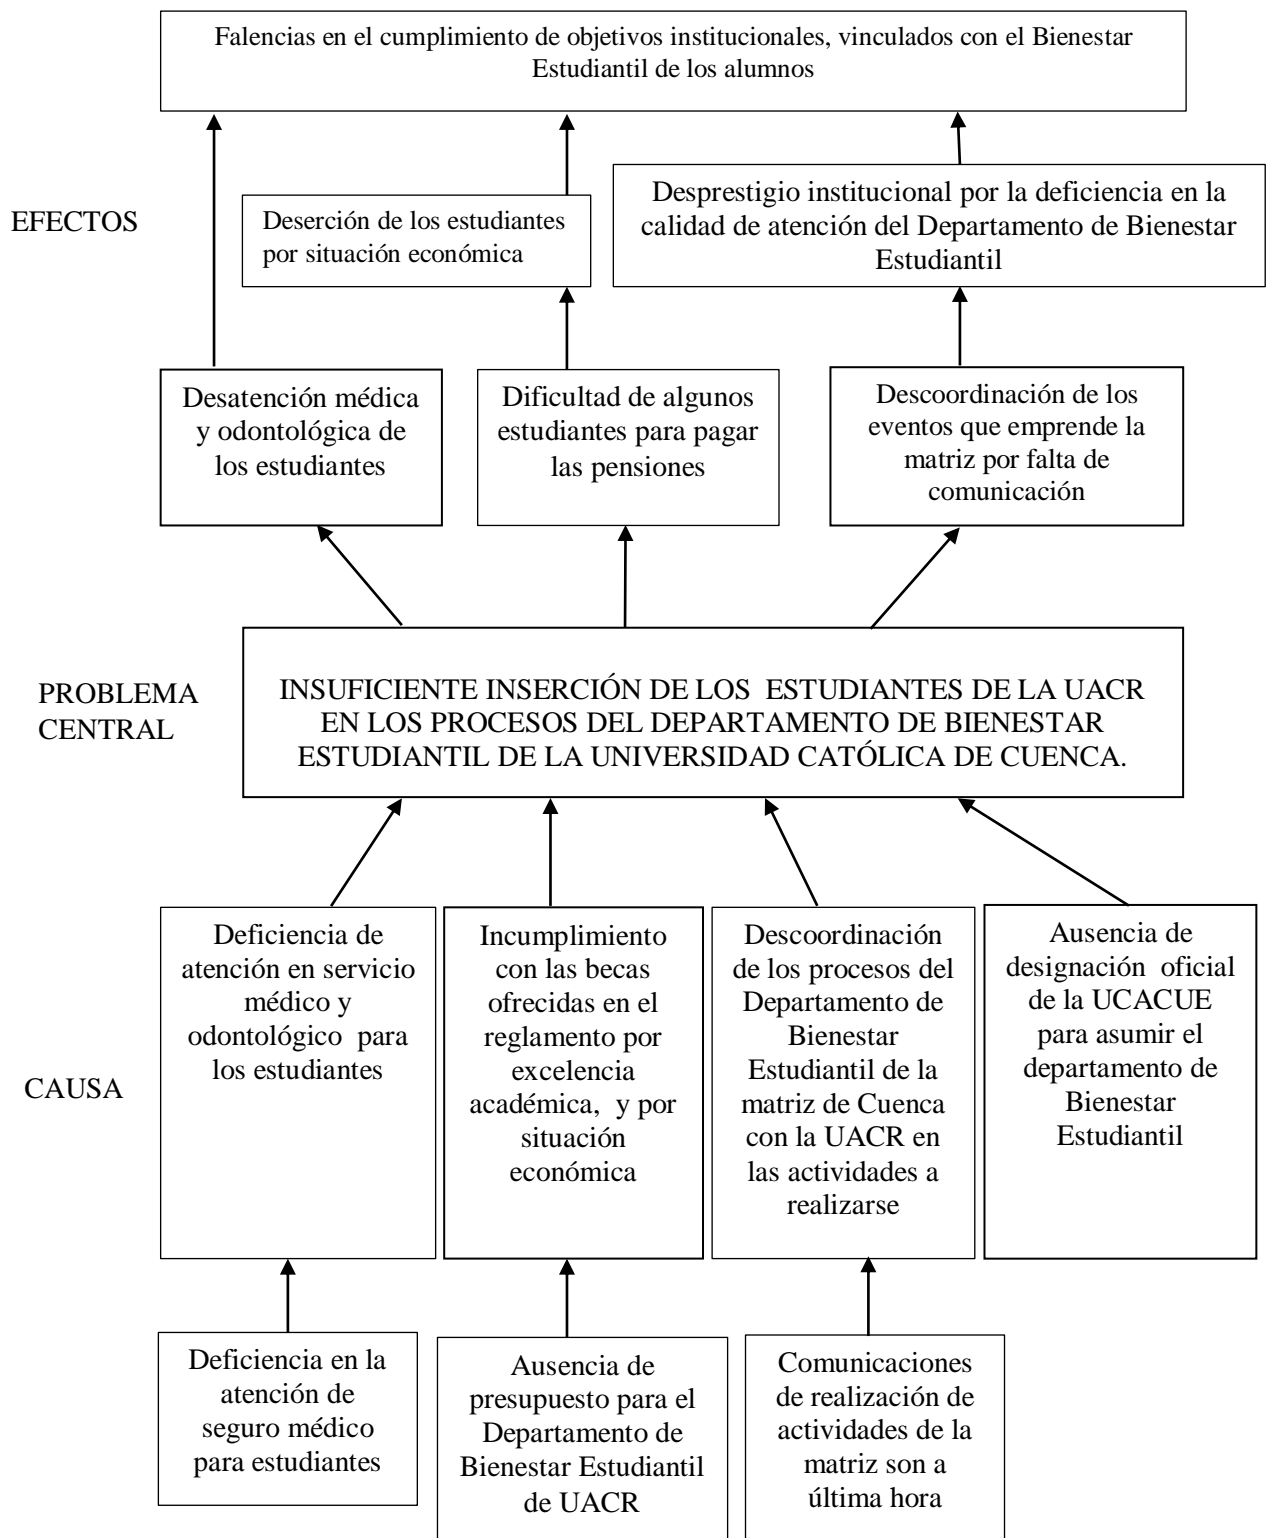 Falencias en el cumplimiento de objetivos institucionales, vinculados con el Bienestar
Estudiantil de los alumnos
EFECTOS
Deserción de los estudiantes
por situación económica
Desprestigio institucional por la deficiencia en la
calidad de atención del Departamento de Bienestar
Estudiantil
Desatención médica
y odontológica de
los estudiantes
Dificultad de algunos
estudiantes para pagar
las pensiones
Descoordinación de los
eventos que emprende la
matriz por falta de
comunicación
PROBLEMA
CENTRAL
INSUFICIENTE INSERCIÓN DE LOS  ESTUDIANTES DE LA UACR
EN LOS PROCESOS DEL DEPARTAMENTO DE BIENESTAR
ESTUDIANTIL DE LA UNIVERSIDAD CATÓLICA DE CUENCA.
CAUSA
Deficiencia de
atención en servicio
médico y
odontológico  para
los estudiantes
Incumplimiento
con las becas
ofrecidas en el
reglamento por
excelencia
académica,  y por
situación
económica
Descoordinación
de los procesos del
Departamento de
Bienestar
Estudiantil de la
matriz de Cuenca
con la UACR en
las actividades a
realizarse
Ausencia de
designación  oficial
de la UCACUE
para asumir el
departamento de
Bienestar
Estudiantil
Deficiencia en la
atención de
seguro médico
para estudiantes
Ausencia de
presupuesto para el
Departamento de
Bienestar Estudiantil
de UACR
Comunicaciones
de realización de
actividades de la
matriz son a
última hora